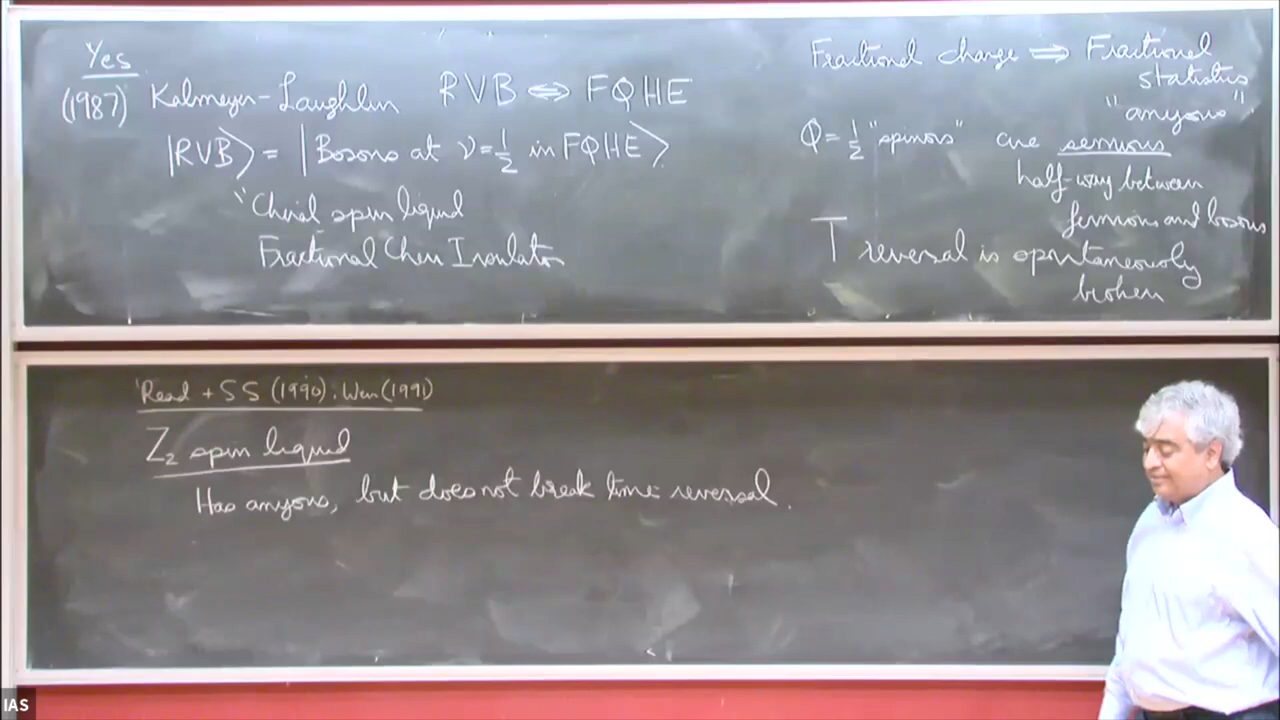 Yes
(1987) Kalmeyer-Laughlin RVB ⟺ FQHE
|RVB⟩ = |Bosons at ν=1/2 in FQHE⟩
"Chiral spin liquid
Fractional Chern Insulator
Fractional charge ⟹ Fractional
statistics
"anyons"
Q=1/2 "spinons" are semions
half-way between
fermions and bosons
T reversal is spontaneously
broken
Read + SS (1990), Wen (1991)
Z₂ spin liquid
Has anyons, but does not break time reversal.
IAS